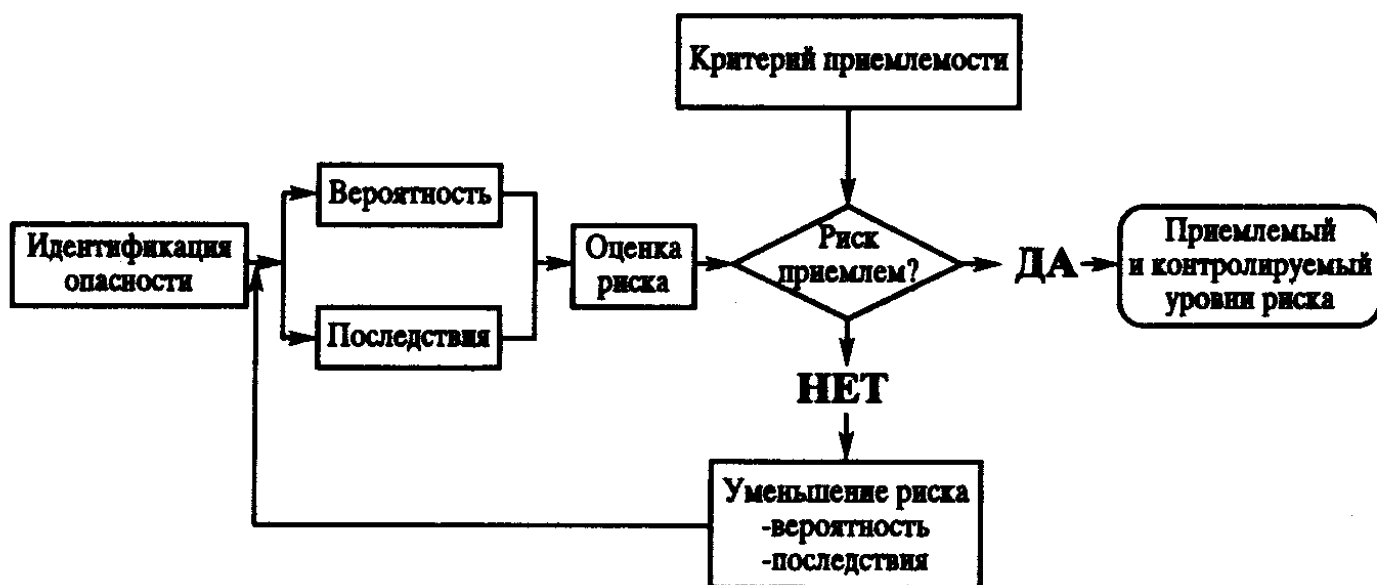 Критерий приемлемости
Вероятность
Идентификация
опасности
Последствия
Оценка
риска
Риск
приемлем?
ДА
Приемлемый
и контролируемый
уровни риска
НЕТ
Уменьшение риска
-вероятность
-последствия